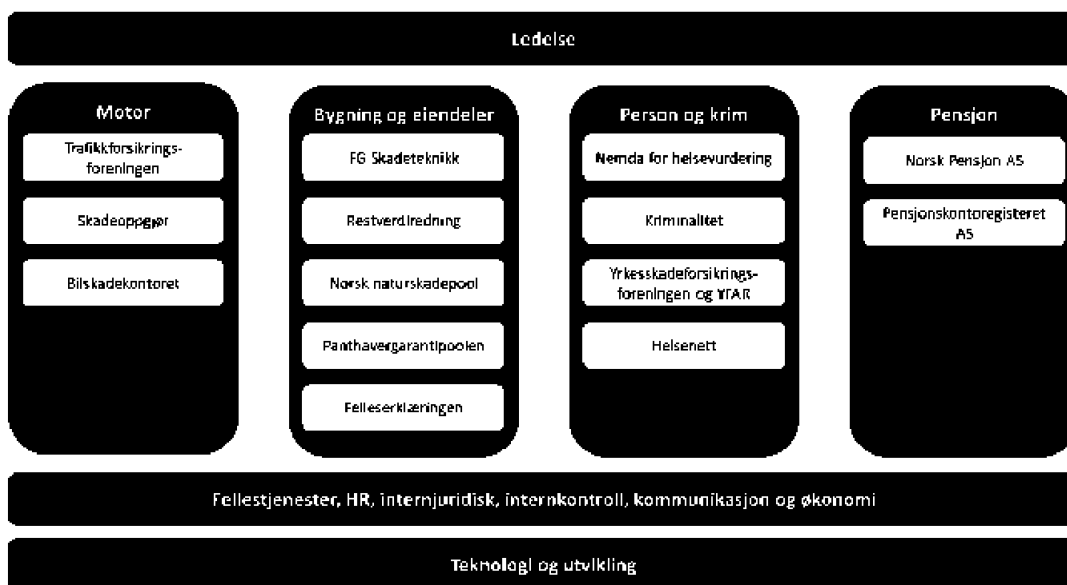 Ledelse
Motor
Trafikkforsikrings-
foreningen
Skadeoppgjør
Bilskadekontoret
Bygning og eiendeler
FG Skadeteknikk
Restverdiredning
Norsk naturskadepool
Panthavergarantipoolen
Felleserklæringen
Person og krim
Nemda for helsevurdering
Kriminalitet
Yrkesskadeforsikrings-
foreningen og YFAR
Helsenett
Pensjon
Norsk Pensjon AS
Pensjonskontoregisteret
AS
Fellestjenester, HR, internjuridisk, internkontroll, kommunikasjon og økonomi
Teknologi og utvikling